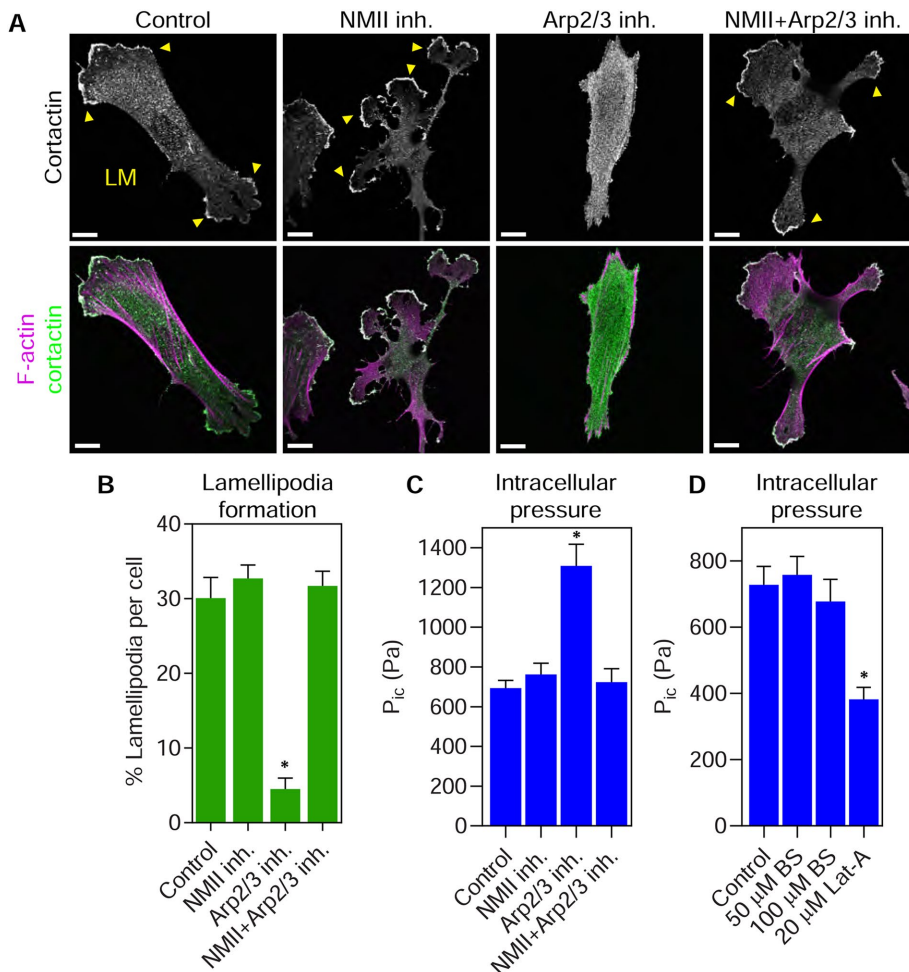 A
Control
NMII inh.
Arp2/3 inh.
NMII+Arp2/3 inh.
Cortactin
LM
F-actin
cortactin
B
Lamellipodia
formation
% Lamellipodia per cell
40
30
20
10
0
*
Control
NMII inh.
Arp2/3 inh.
NMII+Arp2/3 inh.
C
Intracellular
pressure
Pic (Pa)
1400
1200
1000
800
600
400
200
0
*
Control
NMII inh.
Arp2/3 inh.
NMII+Arp2/3 inh.
D
Intracellular
pressure
Pic (Pa)
800
600
400
200
0
*
Control
50 μM BS
100 μM BS
20 μM Lat-A